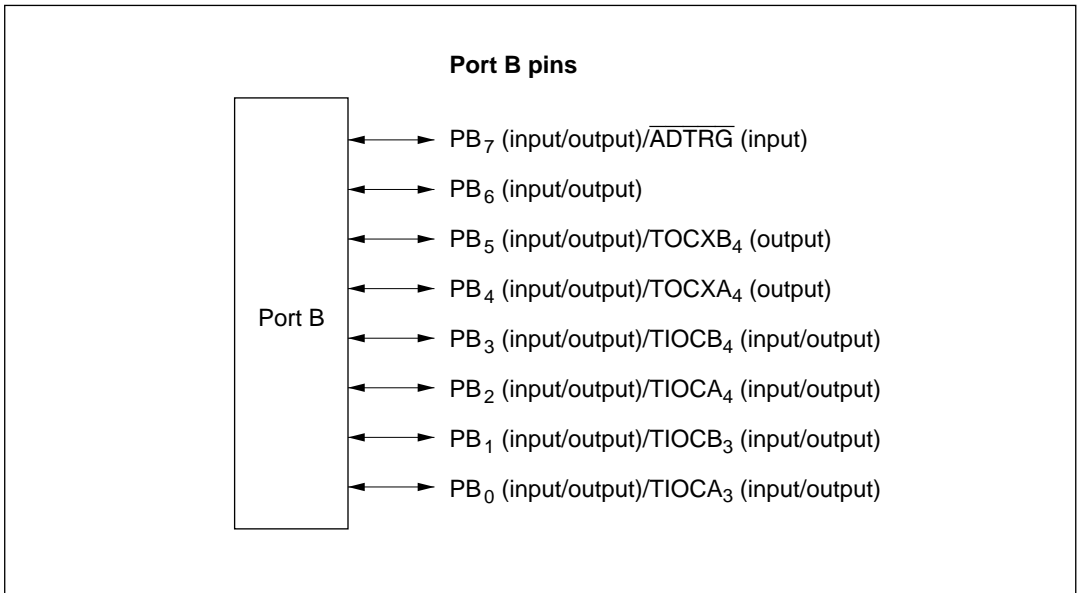 Port B pins
PB₇ (input/output)/A̅D̅T̅R̅G̅ (input)
PB₆ (input/output)
PB₅ (input/output)/TOCXB₄ (output)
PB₄ (input/output)/TOCXA₄ (output)
Port B
PB₃ (input/output)/TIOCB₄ (input/output)
PB₂ (input/output)/TIOCA₄ (input/output)
PB₁ (input/output)/TIOCB₃ (input/output)
PB₀ (input/output)/TIOCA₃ (input/output)